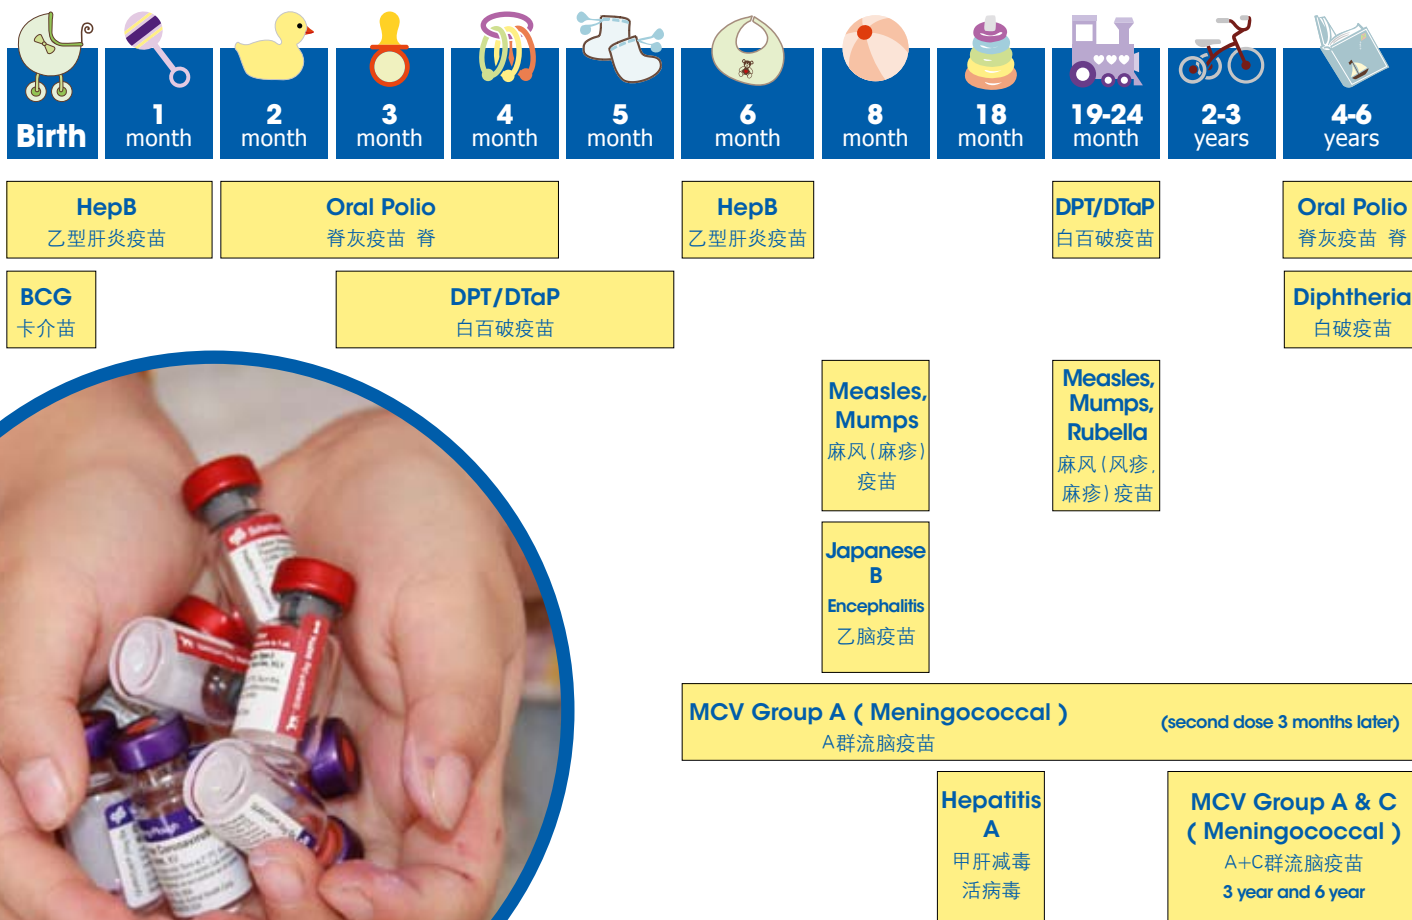 Birth
1
month
2
month
3
month
4
month
5
month
6
month
8
month
18
month
19-24
month
2-3
years
4-6
years
HepB
乙型肝炎疫苗
Oral Polio
脊灰疫苗 脊
HepB
乙型肝炎疫苗
DPT/DTaP
白百破疫苗
Oral Polio
脊灰疫苗 脊
BCG
卡介苗
DPT/DTaP
白百破疫苗
Diphtheria
白破疫苗
Measles,
Mumps
麻风(麻疹)
疫苗
Measles,
Mumps,
Rubella
麻风(风疹,
麻疹)疫苗
Japanese
B
Encephalitis
乙脑疫苗
MCV Group A ( Meningococcal )
(second dose 3 months later)
A群流脑疫苗
Hepatitis
A
甲肝减毒
活病毒
MCV Group A & C
( Meningococcal )
A+C群流脑疫苗
3 year and 6 year